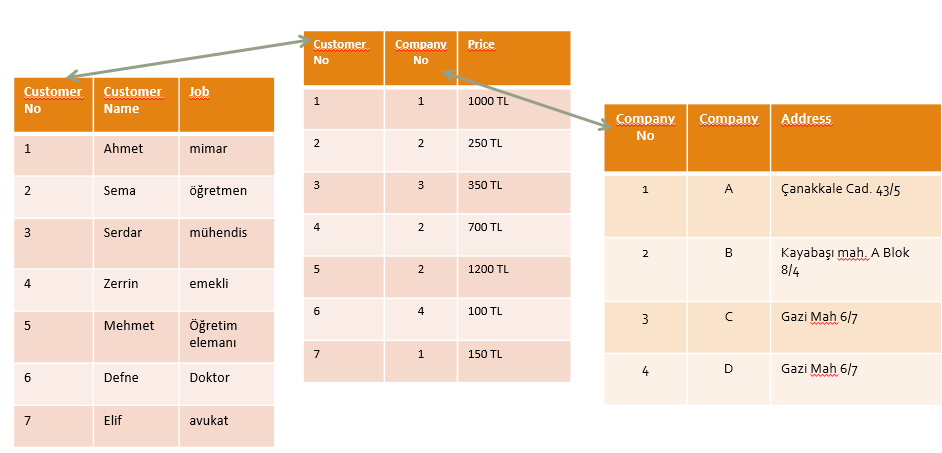 Customer No
Customer Name
Job
1 Ahmet mimar
2 Sema öğretmen
3 Serdar mühendis
4 Zerrin emekli
5 Mehmet Öğretim
elemanı
6 Defne Doktor
7 Elif avukat
Customer No
Company No
Price
1 1 1000 TL
2 2 250 TL
3 3 350 TL
4 2 700 TL
5 2 1200 TL
6 4 100 TL
7 1 150 TL
Company No
Company
Address
1 A Çanakkale Cad. 43/5
2 B Kayabaşı mah. A Blok
8/4
3 C Gazi Mah 6/7
4 D Gazi Mah 6/7